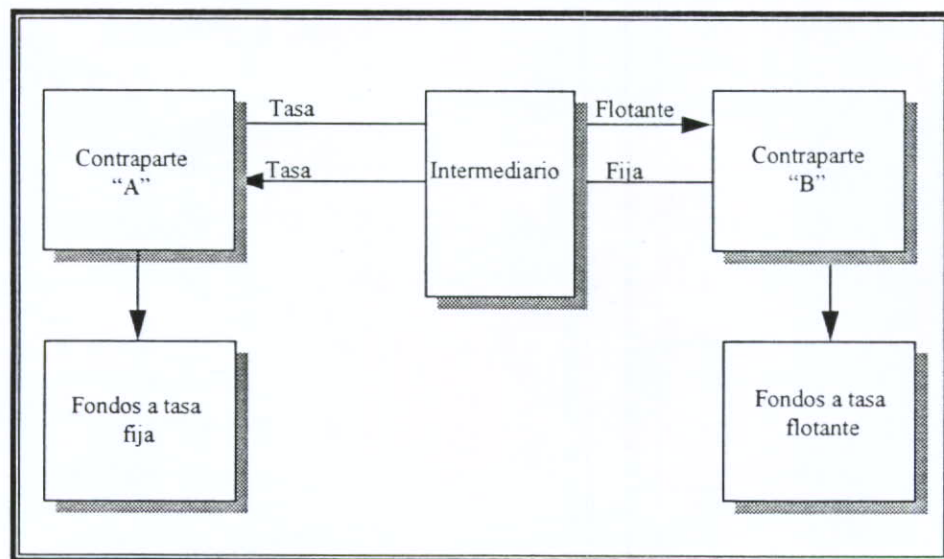 Tasa
Flotante
Contraparte
“A”
Tasa
Intermediario
Fija
Contraparte
“B”
Fondos a tasa
fija
Fondos a tasa
flotante